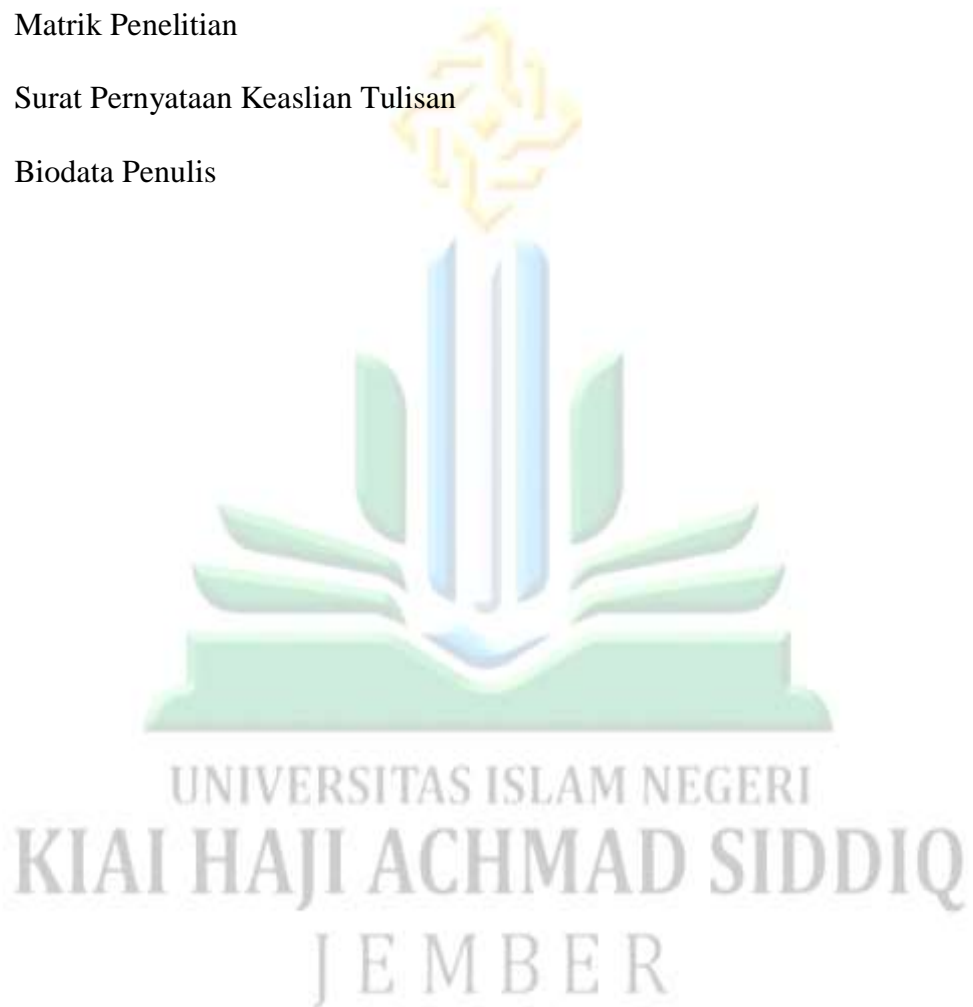 Matrik Penelitian
Surat Pernyataan Keaslian Tulisan
Biodata Penulis
UNIVERSITAS ISLAM NEGERI
KIAI HAJI ACHMAD SIDDIQ
JEMBER